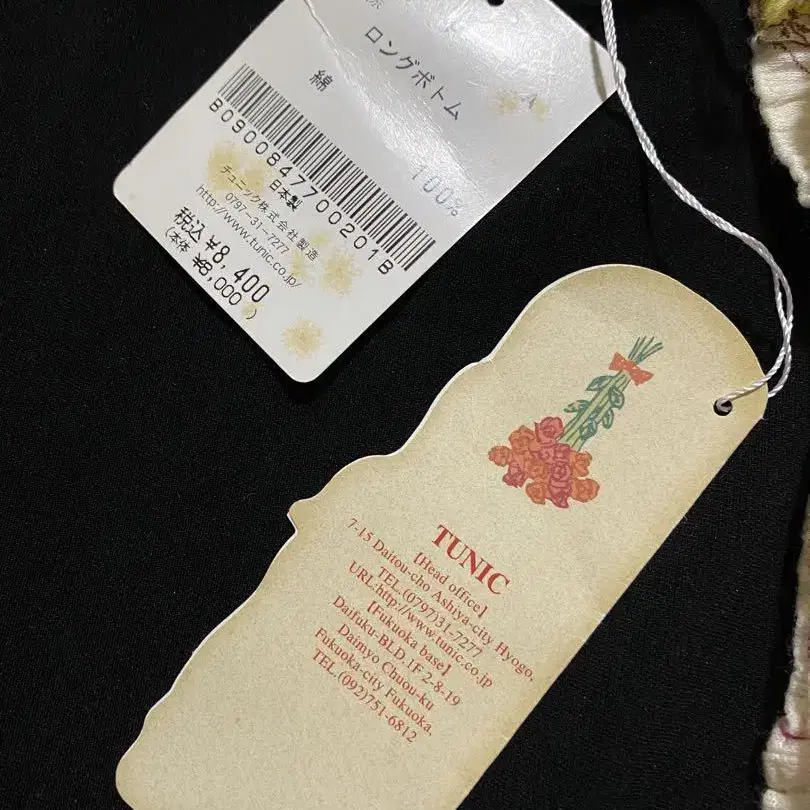 ロングボトム
綿
100%
80900847700201B
日本製
チュニック株式会社製造
0797-31-7277
http://www.tunic.co.jp/
税込 ¥8,400
(本体 ¥8,000 )
TUNIC
[Head office]
7-15 Daitou-cho Ashiya-city Hyogo,
TEL.(0797)31-7277
URL:http://www.tunic.co.jp
[Fukuoka base]
Daifuku-BLD.1F 2-8-19
Daimyo Chuou-ku
Fukuoka-city Fukuoka,
TEL.(092)751-6812